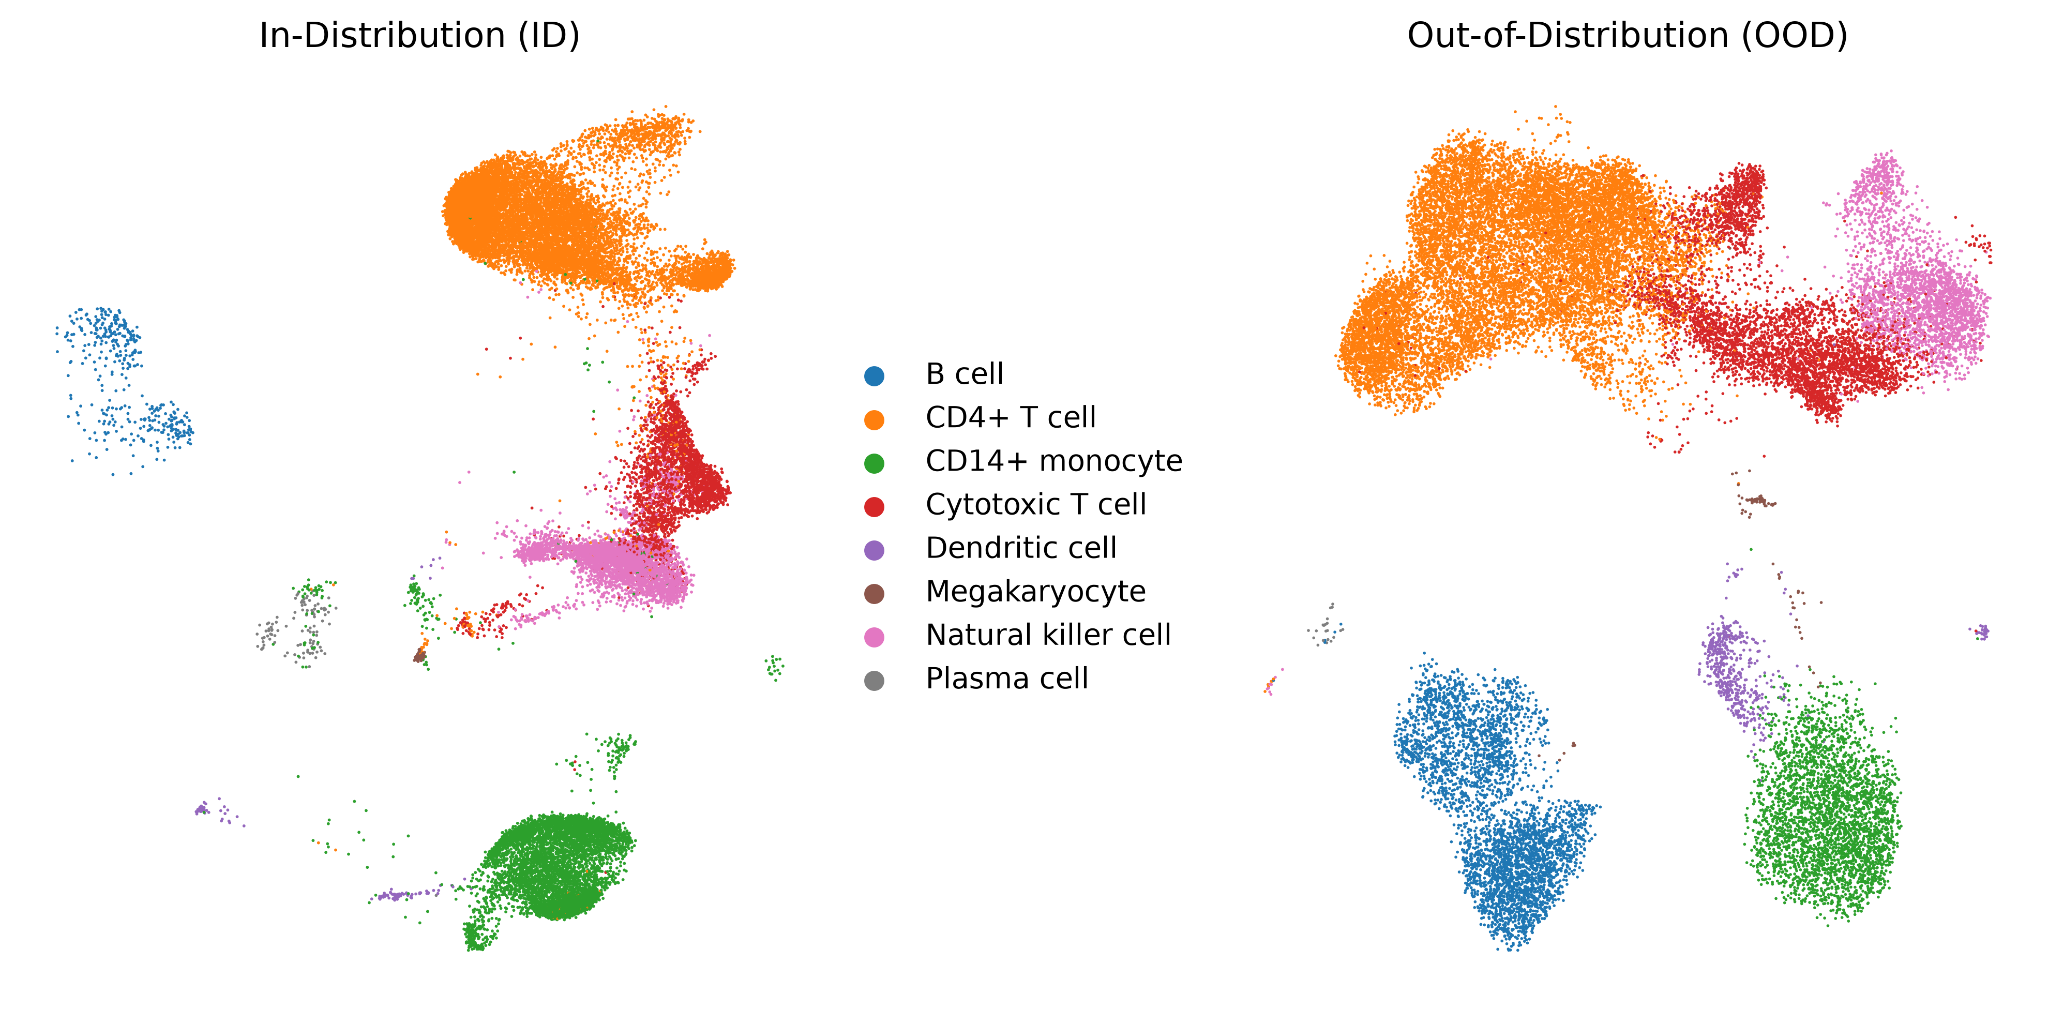 In-Distribution (ID)
Out-of-Distribution (OOD)
B cell
CD4+ T cell
CD14+ monocyte
Cytotoxic T cell
Dendritic cell
Megakaryocyte
Natural killer cell
Plasma cell